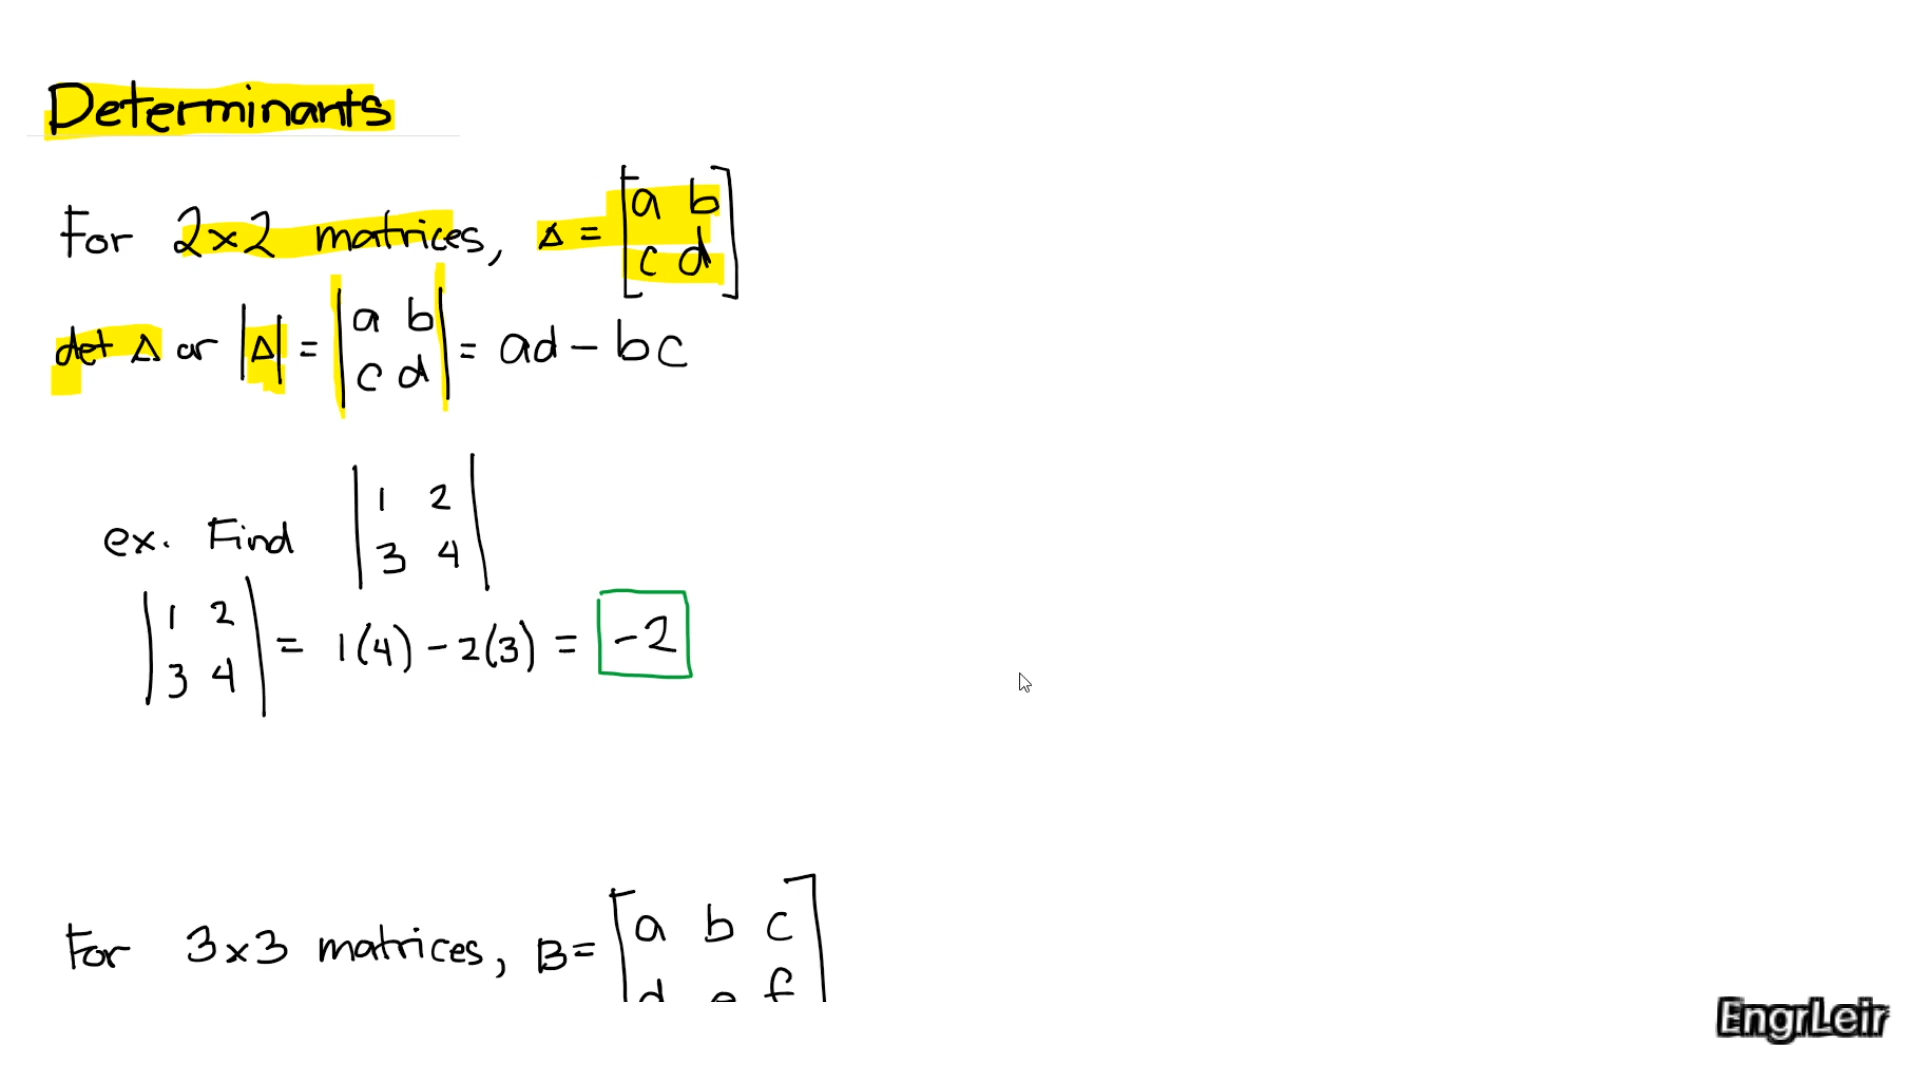 Determinants
For 2x2 matrices, A = [a b
c d]
det A or |A| = |a b
c d| = ad - bc
ex. Find |1 2
3 4|
|1 2
3 4| = 1(4) - 2(3) = -2
For 3x3 matrices, B = [a b c
d e f
EngrLeir